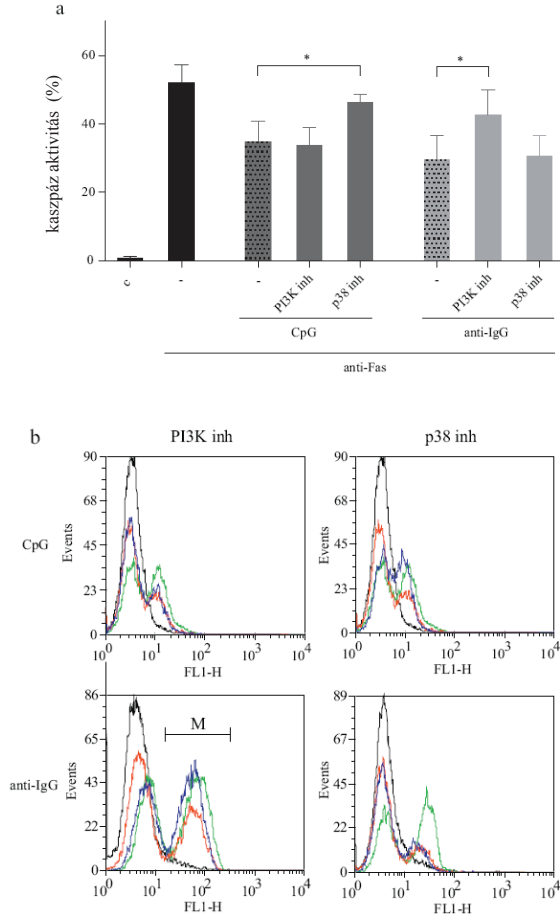 a
kaszpáz aktivitás (%)
60
40
20
0
c
-
-
PI3K inh
p38 inh
-
PI3K inh
p38 inh
*
*
CpG
anti-IgG
anti-Fas
b
PI3K inh
p38 inh
CpG
Events
90
68
45
23
0
10^0 10^1 10^2 10^3 10^4
FL1-H
Events
90
68
45
23
0
10^0 10^1 10^2 10^3 10^4
FL1-H
anti-IgG
Events
86
65
43
22
0
M
10^0 10^1 10^2 10^3 10^4
FL1-H
Events
89
67
45
22
0
10^0 10^1 10^2 10^3 10^4
FL1-H